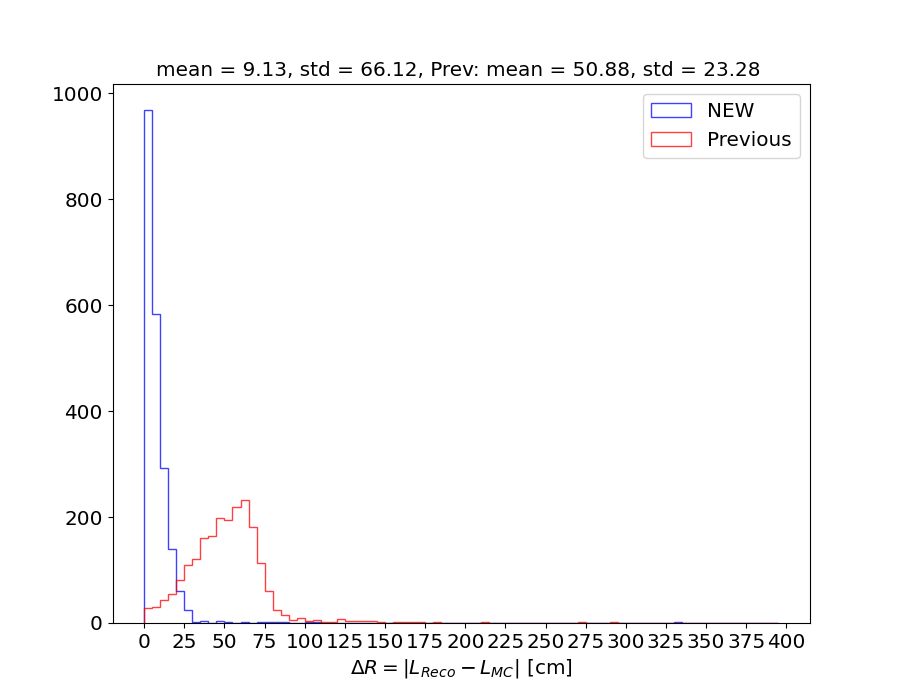 mean = 9.13, std = 66.12, Prev: mean = 50.88, std = 23.28
1000
800
600
400
200
0
NEW
Previous
0 25 50 75 100 125 150 175 200 225 250 275 300 325 350 375 400
ΔR = |L_Reco − L_MC| [cm]